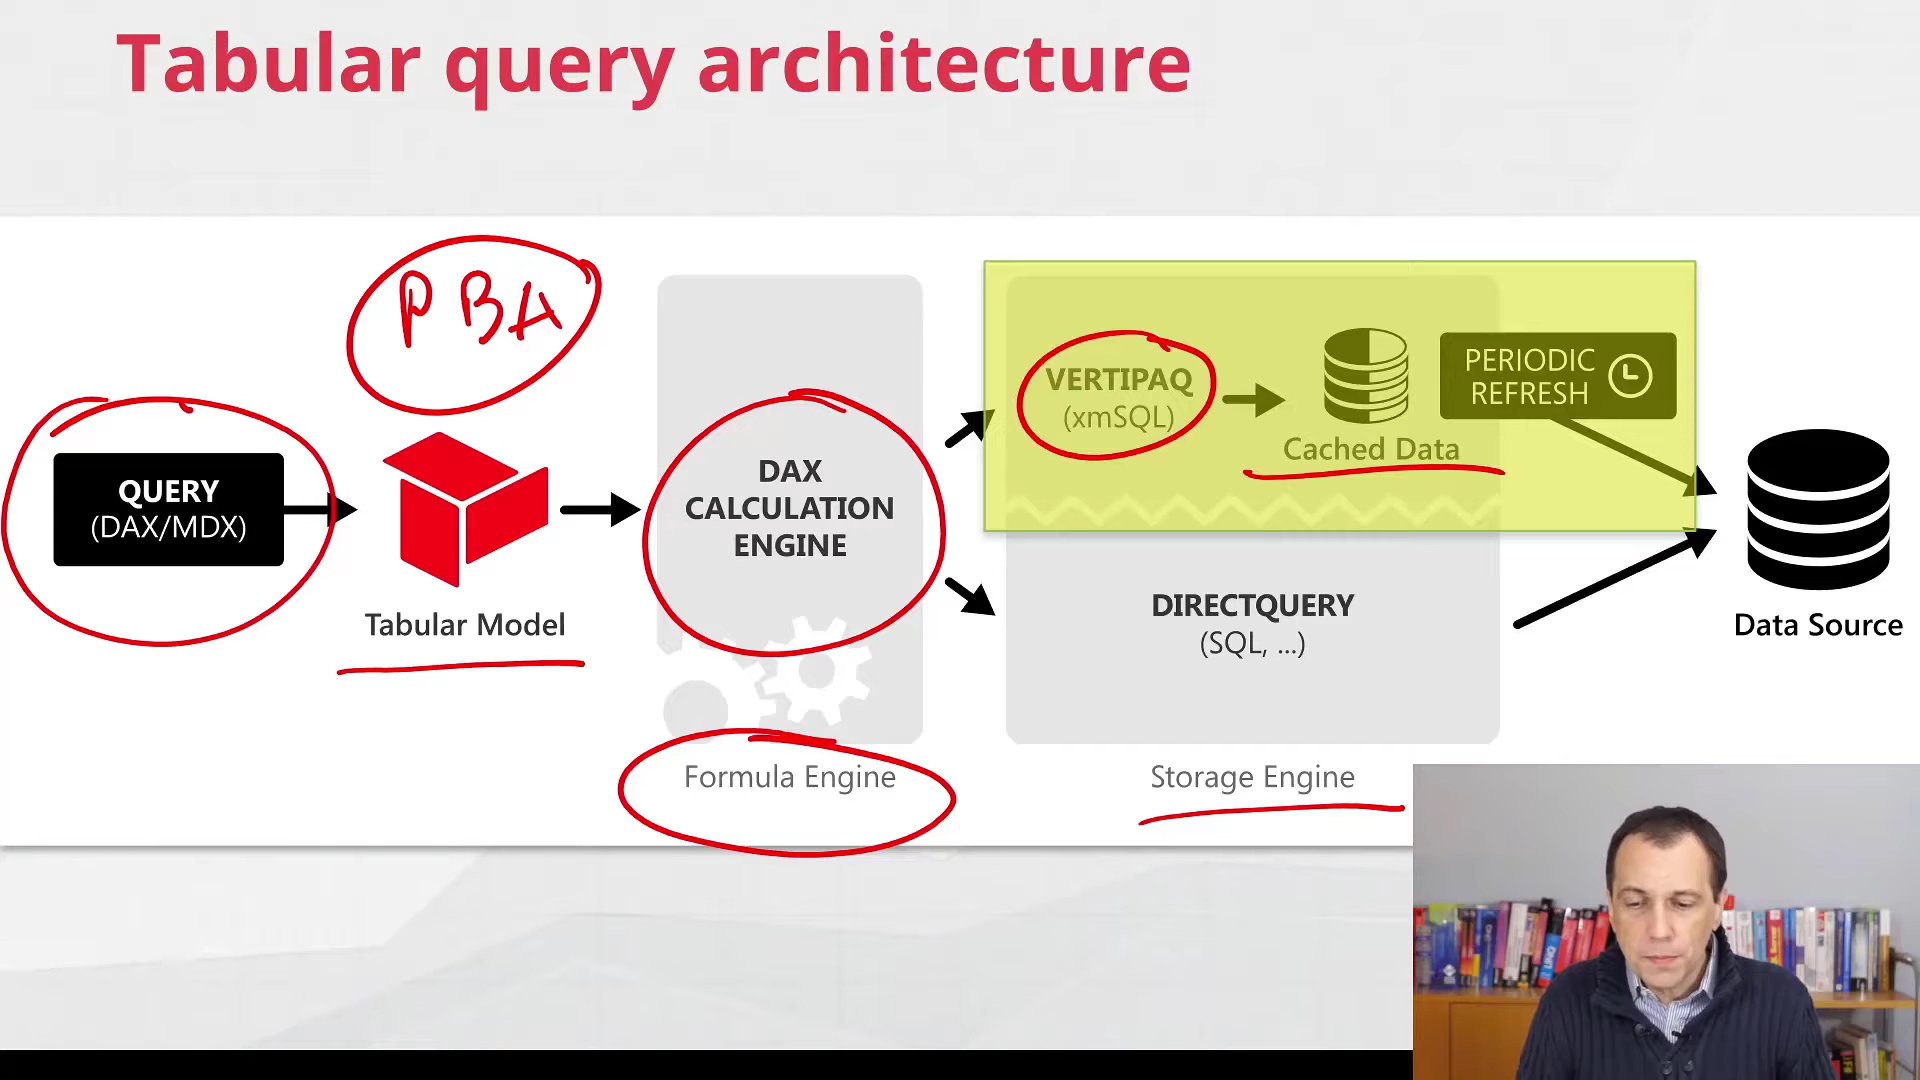 Tabular query architecture
PBA
QUERY
(DAX/MDX)
Tabular Model
DAX
CALCULATION
ENGINE
Formula Engine
VERTIPAQ
(xmSQL)
Cached Data
PERIODIC
REFRESH
DIRECTQUERY
(SQL, ...)
Storage Engine
Data Source